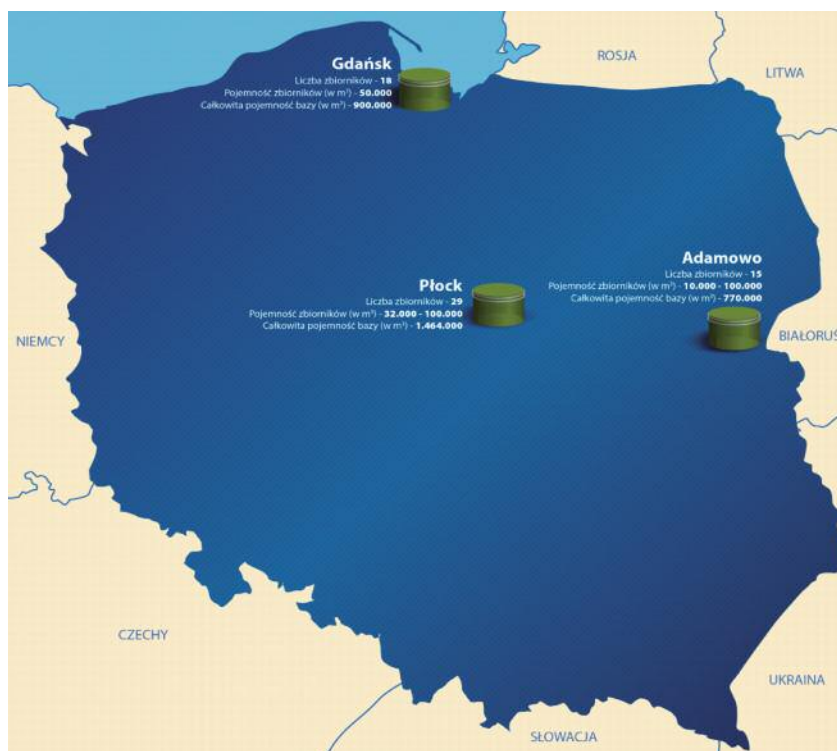 ROSJA
LITWA
Gdańsk
Liczba zbiorników - 18
Pojemność zbiorników (w m³) - 50.000
Całkowita pojemność bazy (w m³) - 900.000
Adamowo
Liczba zbiorników - 15
Pojemność zbiorników (w m³) - 10.000 - 100.000
Całkowita pojemność bazy (w m³) - 770.000
Płock
Liczba zbiorników - 29
Pojemność zbiorników (w m³) - 32.000 - 100.000
Całkowita pojemność bazy (w m³) - 1.464.000
NIEMCY
BIAŁORUŚ
CZECHY
UKRAINA
SŁOWACJA